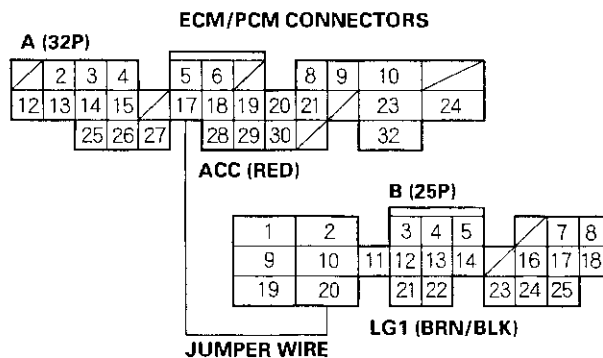 ECM/PCM CONNECTORS
A (32P)
2 3 4 5 6 8 9 10
12 13 14 15 17 18 19 20 21 23 24
25 26 27 28 29 30 32
ACC (RED)
B (25P)
1 2 3 4 5 7 8
9 10 11 12 13 14 16 17 18
19 20 21 22 23 24 25
LG1 (BRN/BLK)
JUMPER WIRE